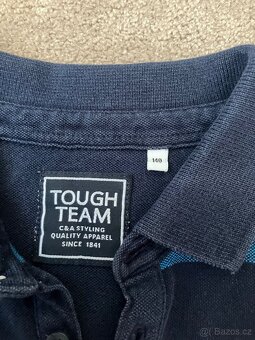 TOUGH
TEAM
C&A STYLING
QUALITY APPAREL
SINCE 1841
140
Bazos.cz